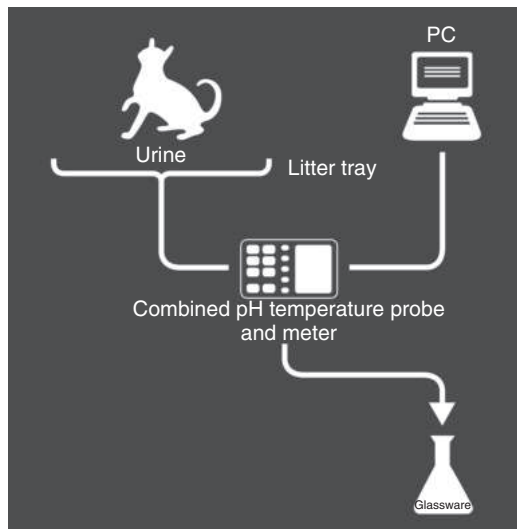 PC
Urine
Litter tray
Combined pH temperature probe
and meter
Glassware